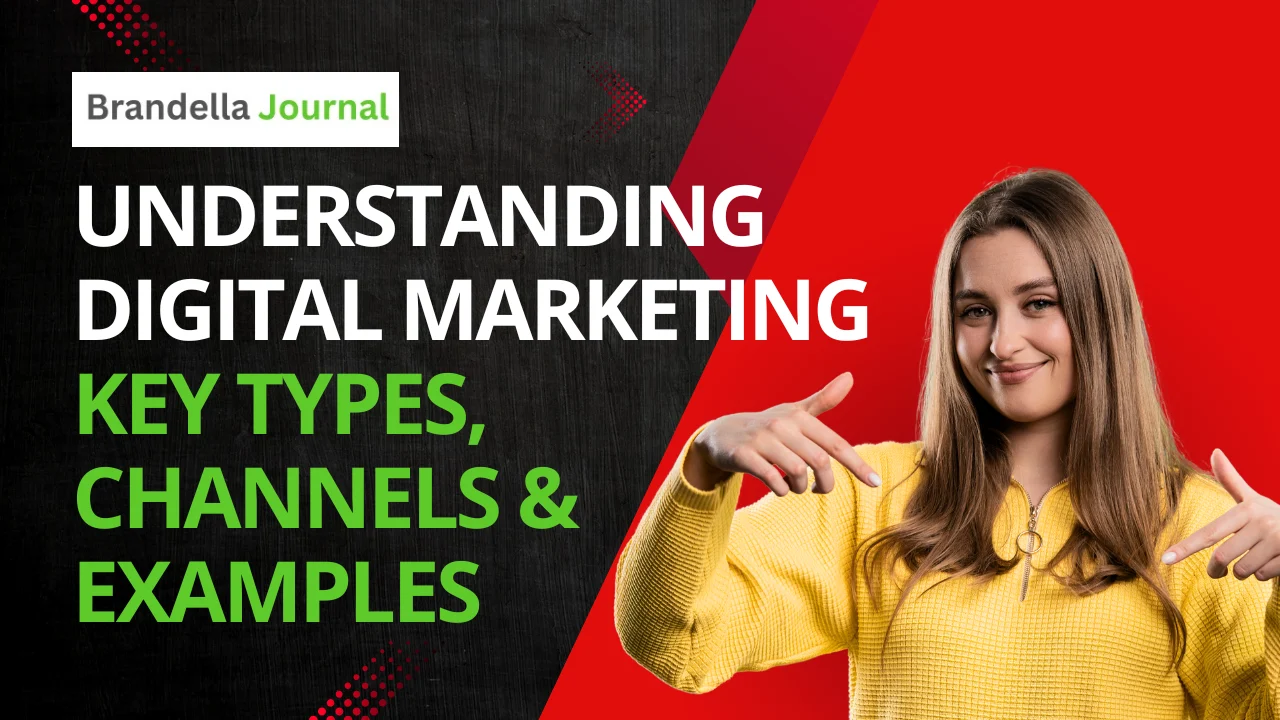 Brandella Journal
UNDERSTANDING
DIGITAL MARKETING
KEY TYPES,
CHANNELS &
EXAMPLES